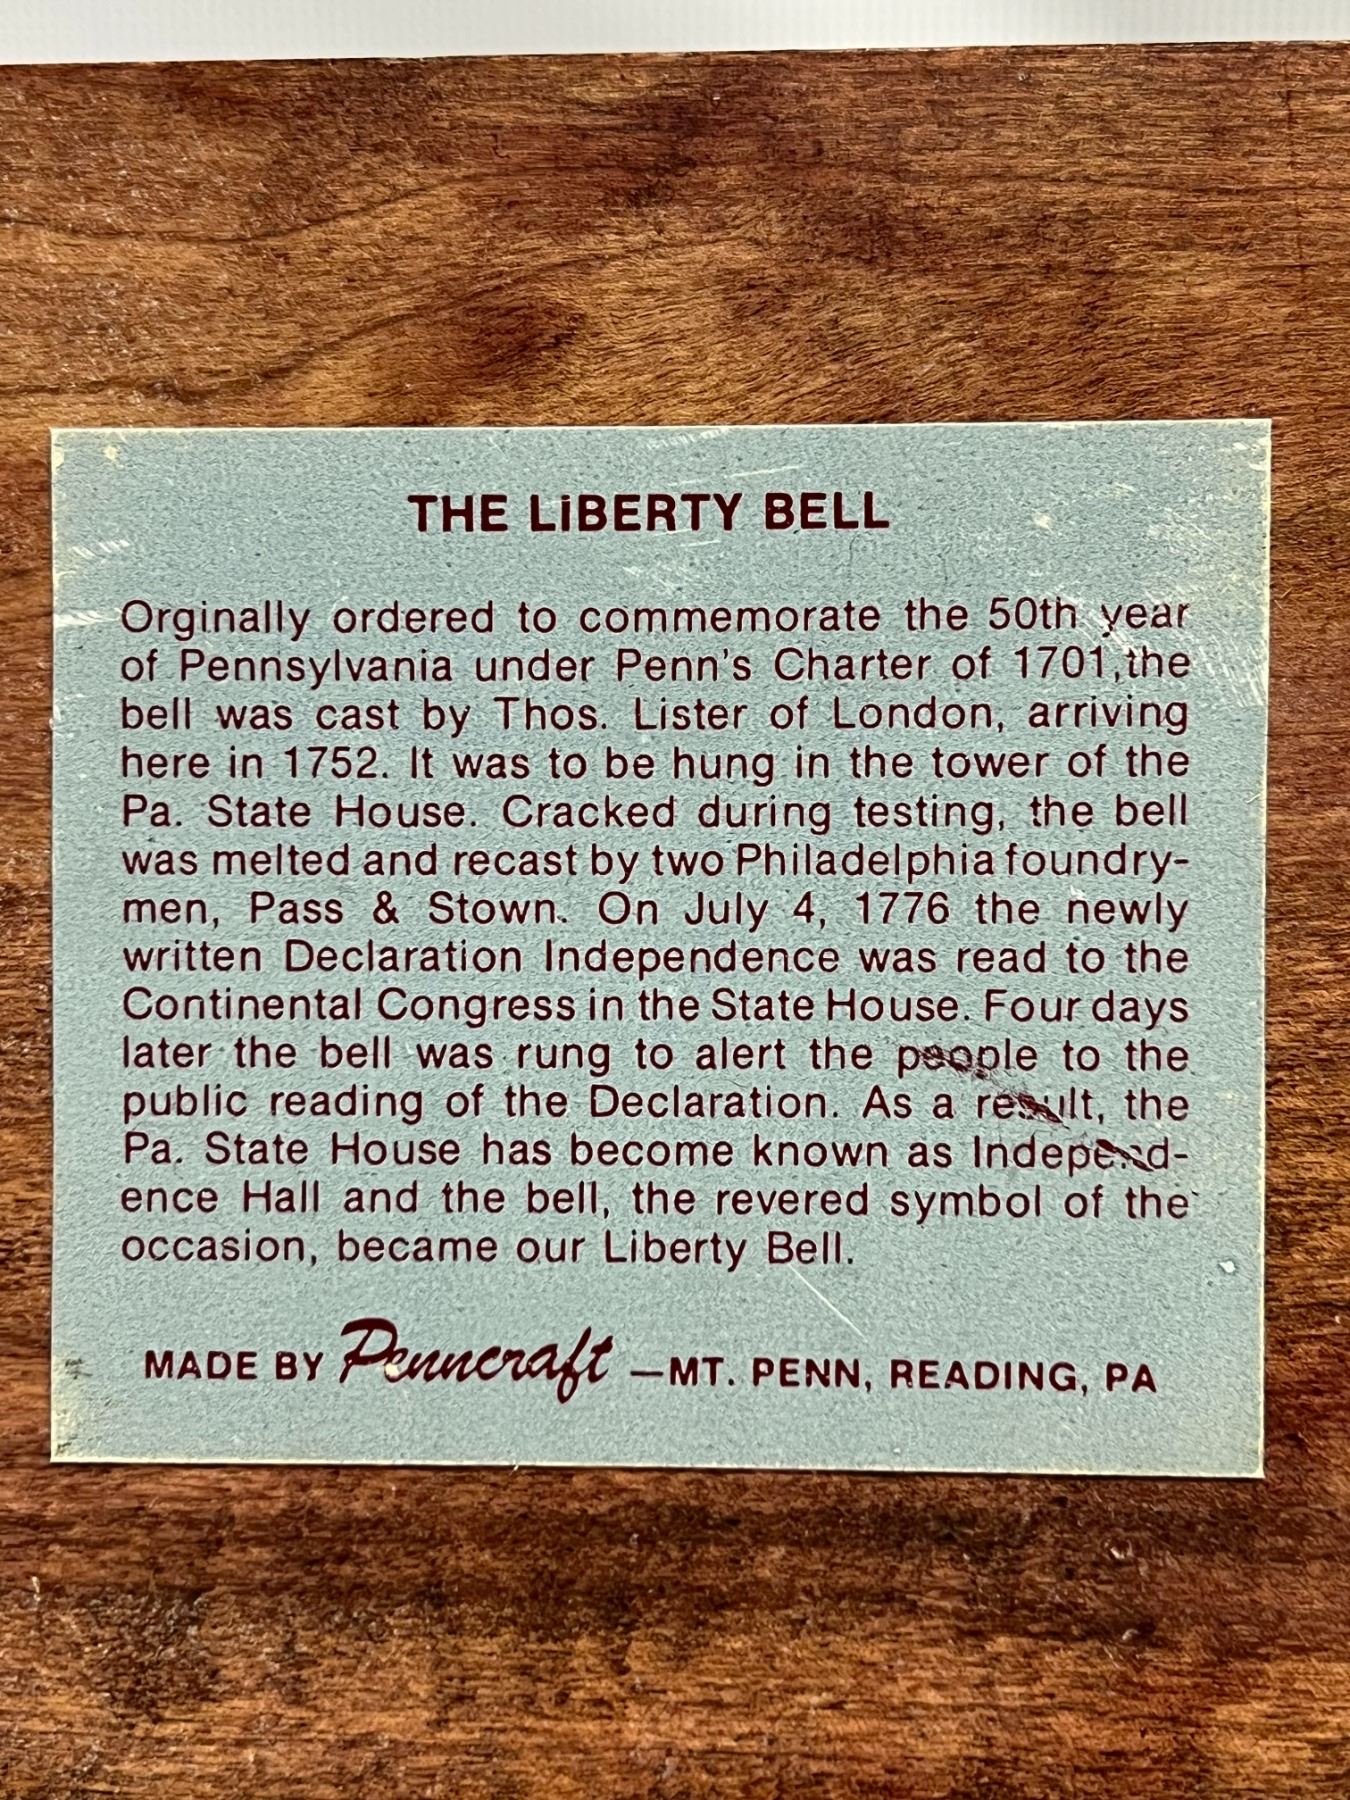 THE LiBERTY BELL
Orginally ordered to commemorate the 50th year
of Pennsylvania under Penn's Charter of 1701,the
bell was cast by Thos. Lister of London, arriving
here in 1752. It was to be hung in the tower of the
Pa. State House. Cracked during testing, the bell
was melted and recast by two Philadelphia foundry-
men, Pass & Stown. On July 4, 1776 the newly
written Declaration Independence was read to the
Continental Congress in the State House. Four days
later the bell was rung to alert the people to the
public reading of the Declaration. As a result, the
Pa. State House has become known as Independ-
ence Hall and the bell, the revered symbol of the
occasion, became our Liberty Bell.
MADE BY Penncraft —MT. PENN, READING, PA